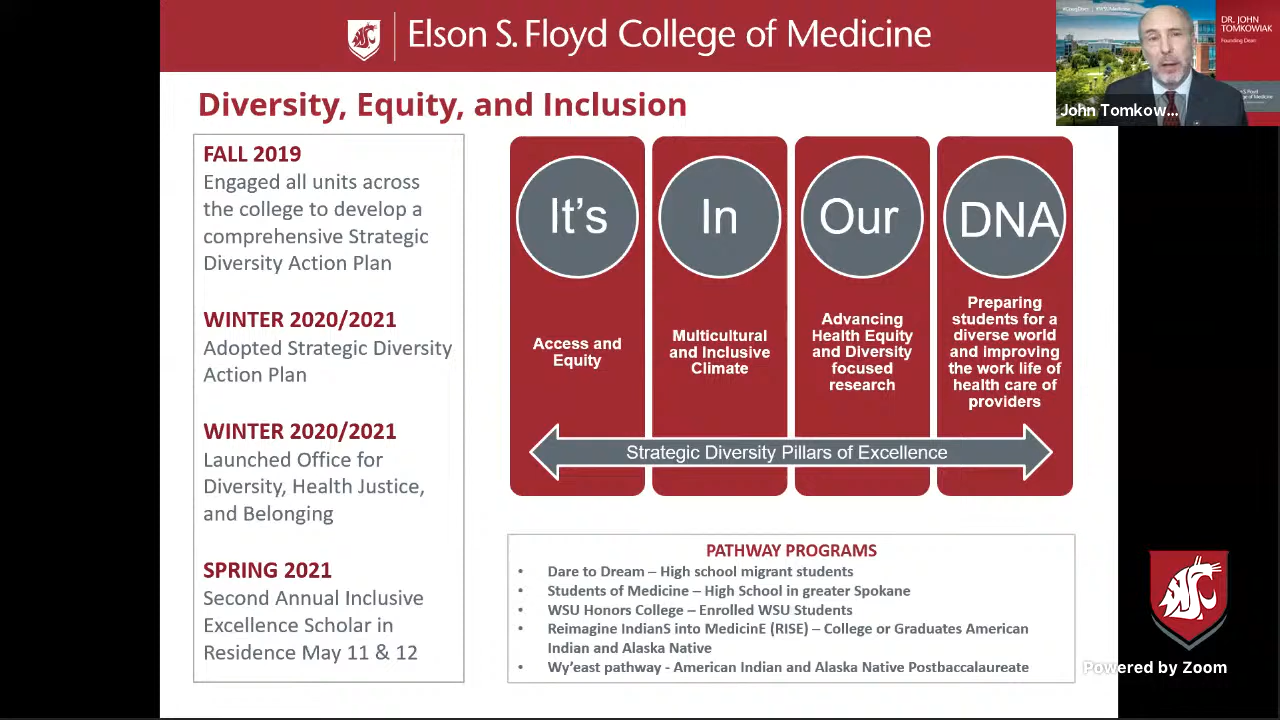 Elson S. Floyd College of Medicine
DR. JOHN
TOMKOWIAK
Founding Dean
John Tomkow...
Diversity, Equity, and Inclusion
FALL 2019
Engaged all units across
the college to develop a
comprehensive Strategic
Diversity Action Plan
WINTER 2020/2021
Adopted Strategic Diversity
Action Plan
WINTER 2020/2021
Launched Office for
Diversity, Health Justice,
and Belonging
SPRING 2021
Second Annual Inclusive
Excellence Scholar in
Residence May 11 & 12
It's
In
Our
DNA
Access and
Equity
Multicultural
and Inclusive
Climate
Advancing
Health Equity
and Diversity
focused
research
Preparing
students for a
diverse world
and improving
the work life of
health care of
providers
Strategic Diversity Pillars of Excellence
PATHWAY PROGRAMS
• Dare to Dream – High school migrant students
• Students of Medicine – High School in greater Spokane
• WSU Honors College – Enrolled WSU Students
• Reimagine IndianS into MedicinE (RISE) – College or Graduates American
Indian and Alaska Native
• Wy'east pathway - American Indian and Alaska Native Postbaccalaureate
Powered by Zoom